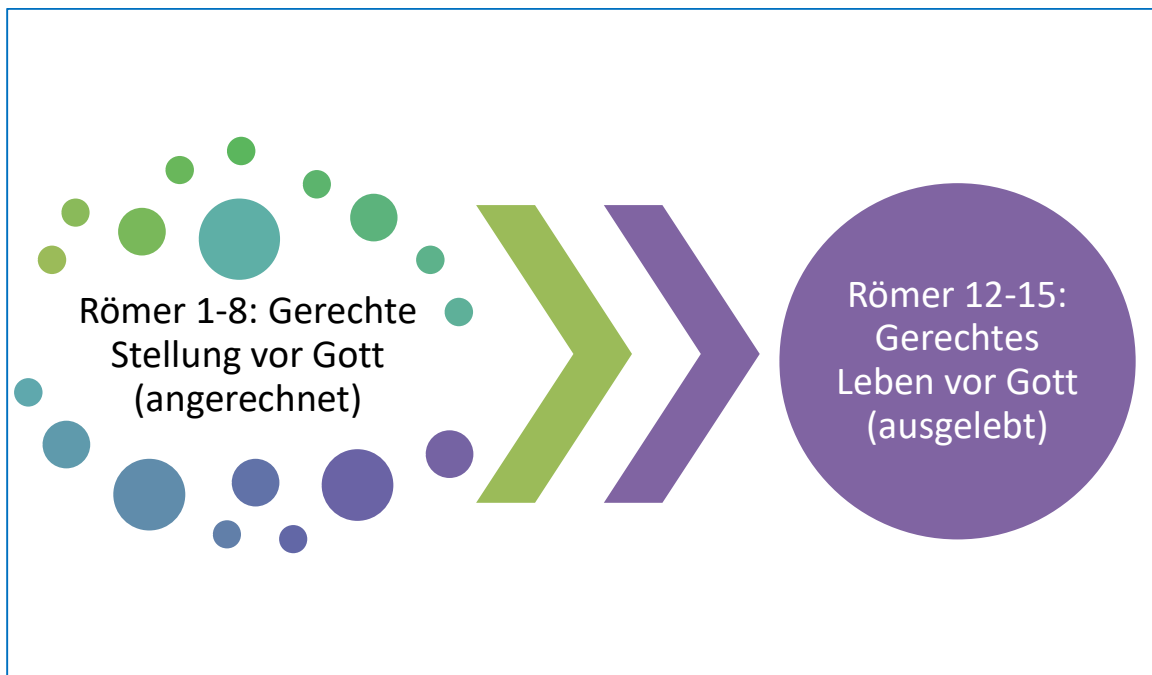 Römer 1-8: Gerechte
Stellung vor Gott
(angerechnet)
Römer 12-15:
Gerechtes
Leben vor Gott
(ausgelebt)